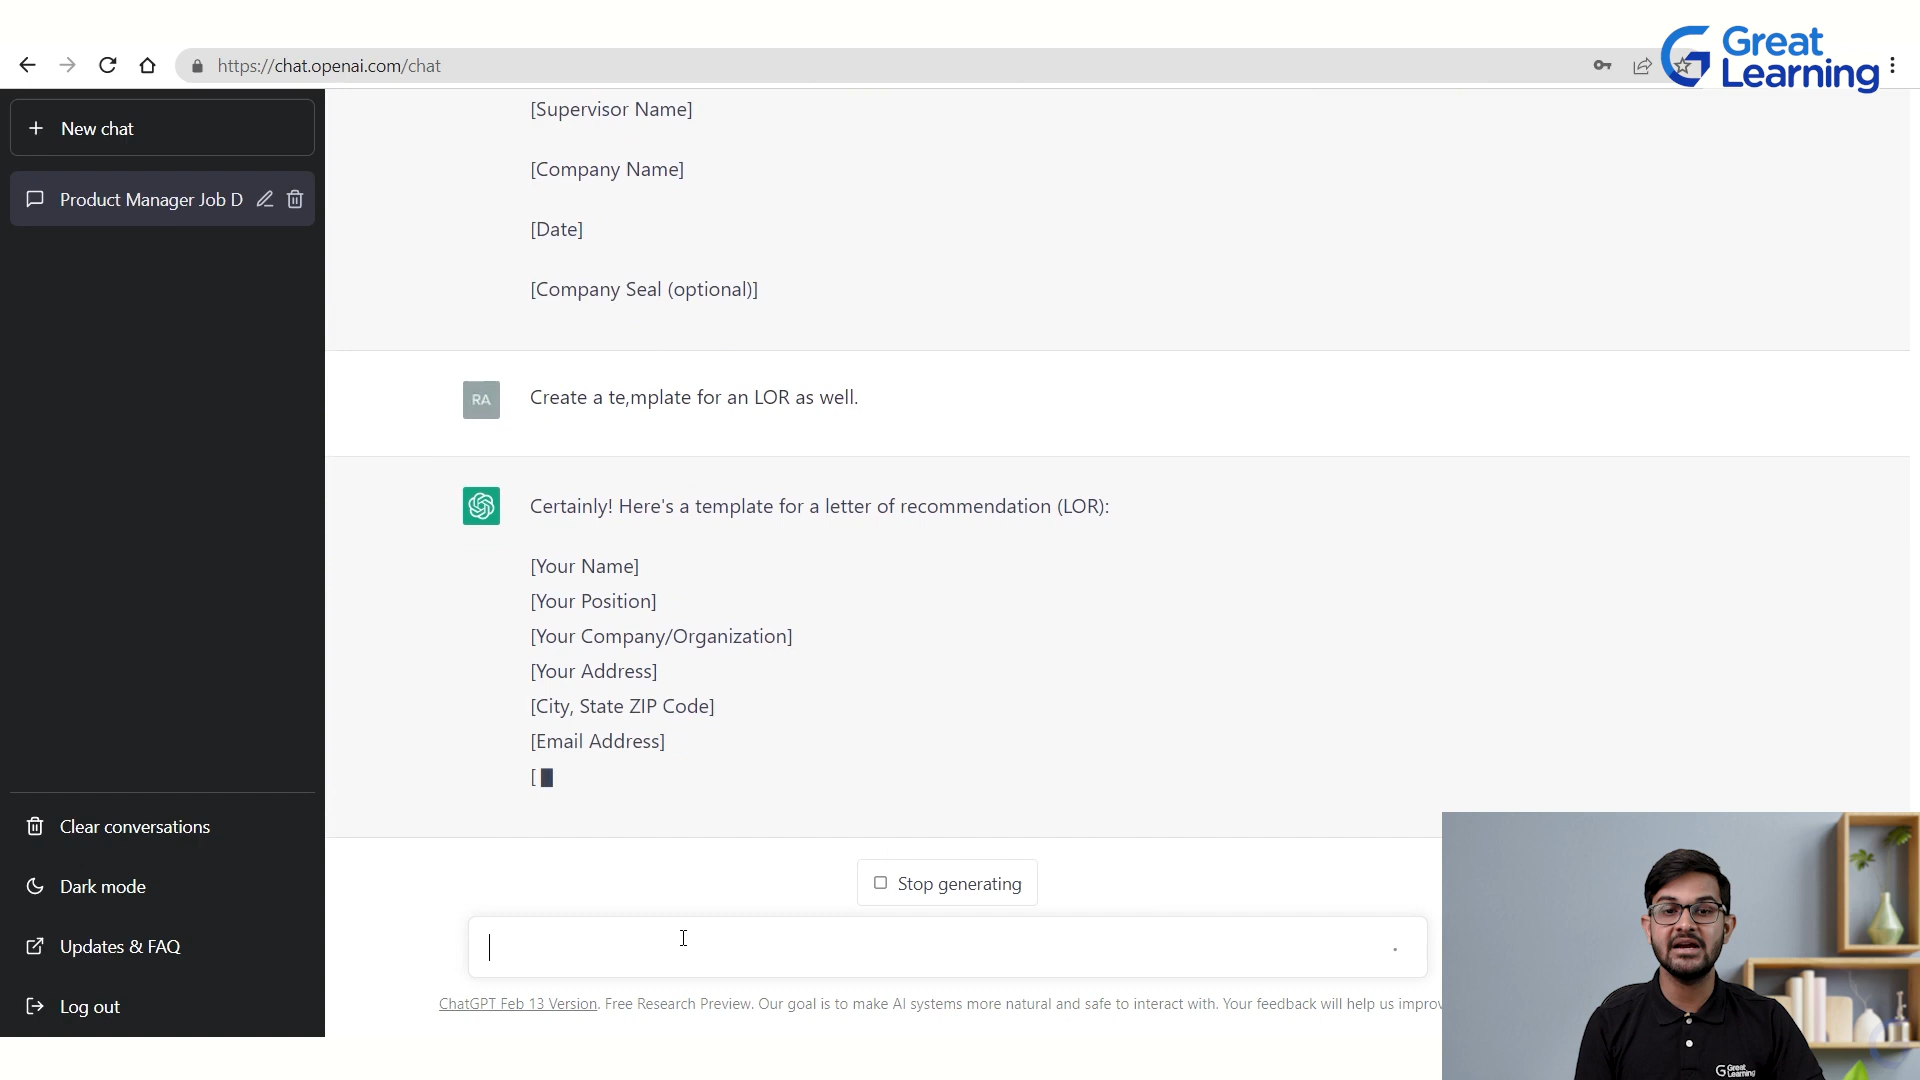 Great
Learning
https://chat.openai.com/chat
New chat
Product Manager Job D
[Supervisor Name]
[Company Name]
[Date]
[Company Seal (optional)]
RA
Create a te,mplate for an LOR as well.
Certainly! Here's a template for a letter of recommendation (LOR):
[Your Name]
[Your Position]
[Your Company/Organization]
[Your Address]
[City, State ZIP Code]
[Email Address]
[
Stop generating
Clear conversations
Dark mode
Updates & FAQ
Log out
ChatGPT Feb 13 Version. Free Research Preview. Our goal is to make AI systems more natural and safe to interact with. Your feedback will help us improv
Great
Learning